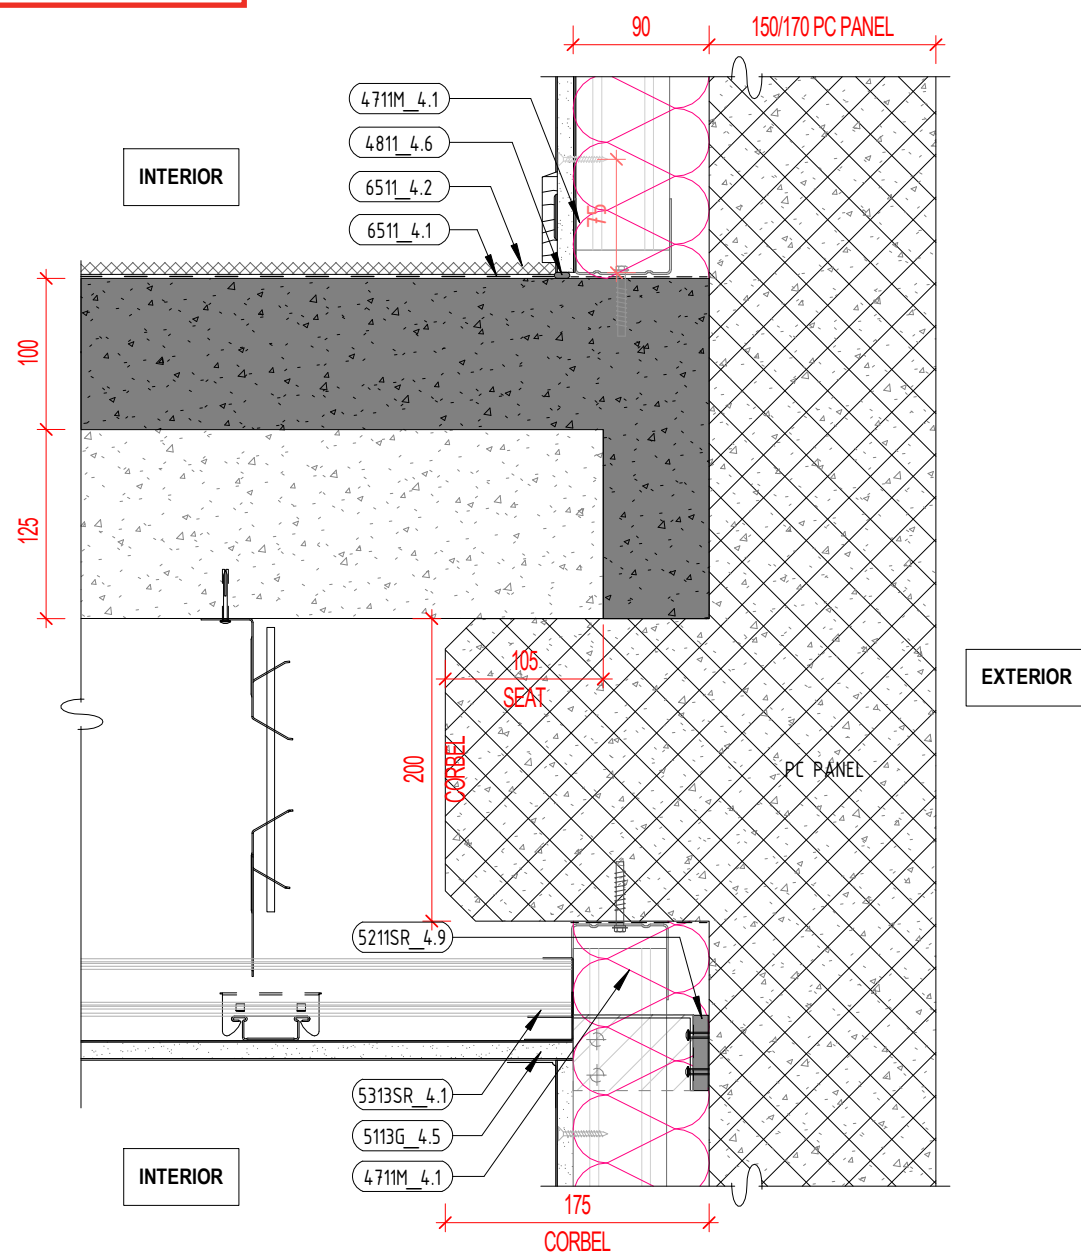 90
150/170 PC PANEL
4711M_4.1
4811_4.6
INTERIOR
6511_4.2
6511_4.1
75
100
125
105
SEAT
EXTERIOR
200
CORBEL
PC PANEL
5211SR_4.9
5313SR_4.1
5113G_4.5
4711M_4.1
INTERIOR
175
CORBEL